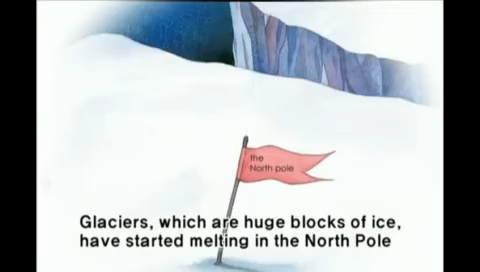 the
North pole
Glaciers, which are huge blocks of ice,
have started melting in the North Pole